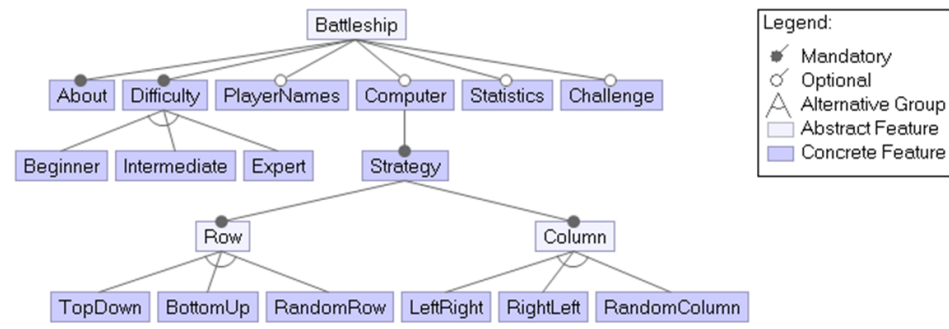 Battleship
Legend:
Mandatory
Optional
Alternative Group
Abstract Feature
Concrete Feature
About Difficulty PlayerNames Computer Statistics Challenge
Beginner Intermediate Expert Strategy
Row Column
TopDown BottomUp RandomRow LeftRight RightLeft RandomColumn